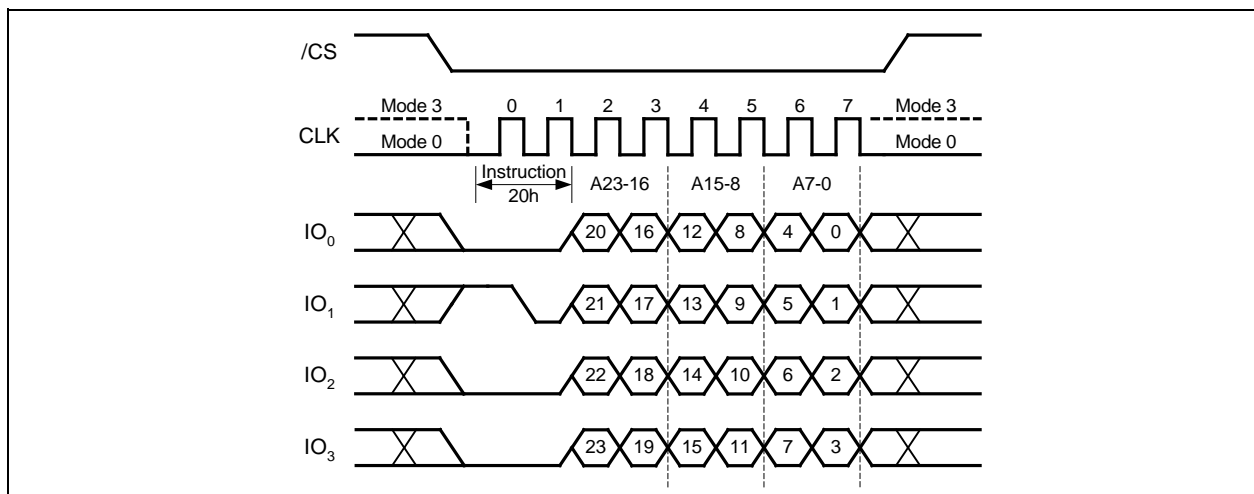 /CS
Mode 3 0 1 2 3 4 5 6 7 Mode 3
CLK
Mode 0 Mode 0
Instruction
20h
A23-16 A15-8 A7-0
IO0 20 16 12 8 4 0
IO1 21 17 13 9 5 1
IO2 22 18 14 10 6 2
IO3 23 19 15 11 7 3